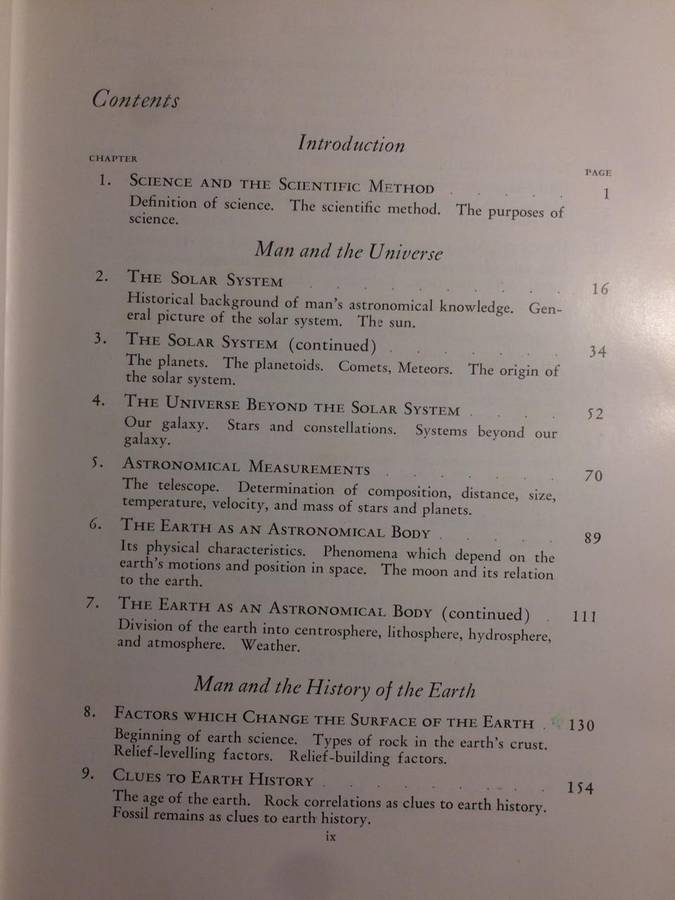 Contents
Introduction
CHAPTER PAGE
1. SCIENCE AND THE SCIENTIFIC METHOD . . . . . 1
Definition of science. The scientific method. The purposes of
science.
Man and the Universe
2. THE SOLAR SYSTEM . . . . . . . . . . 16
Historical background of man's astronomical knowledge. Gen-
eral picture of the solar system. The sun.
3. THE SOLAR SYSTEM (continued) . . . . . . . 34
The planets. The planetoids. Comets, Meteors. The origin of
the solar system.
4. THE UNIVERSE BEYOND THE SOLAR SYSTEM . . . . 52
Our galaxy. Stars and constellations. Systems beyond our
galaxy.
5. ASTRONOMICAL MEASUREMENTS . . . . . . . 70
The telescope. Determination of composition, distance, size,
temperature, velocity, and mass of stars and planets.
6. THE EARTH AS AN ASTRONOMICAL BODY . . . . . 89
Its physical characteristics. Phenomena which depend on the
earth's motions and position in space. The moon and its relation
to the earth.
7. THE EARTH AS AN ASTRONOMICAL BODY (continued) . 111
Division of the earth into centrosphere, lithosphere, hydrosphere,
and atmosphere. Weather.
Man and the History of the Earth
8. FACTORS WHICH CHANGE THE SURFACE OF THE EARTH . 130
Beginning of earth science. Types of rock in the earth's crust.
Relief-levelling factors. Relief-building factors.
9. CLUES TO EARTH HISTORY . . . . . . . . . 154
The age of the earth. Rock correlations as clues to earth history.
Fossil remains as clues to earth history.
ix